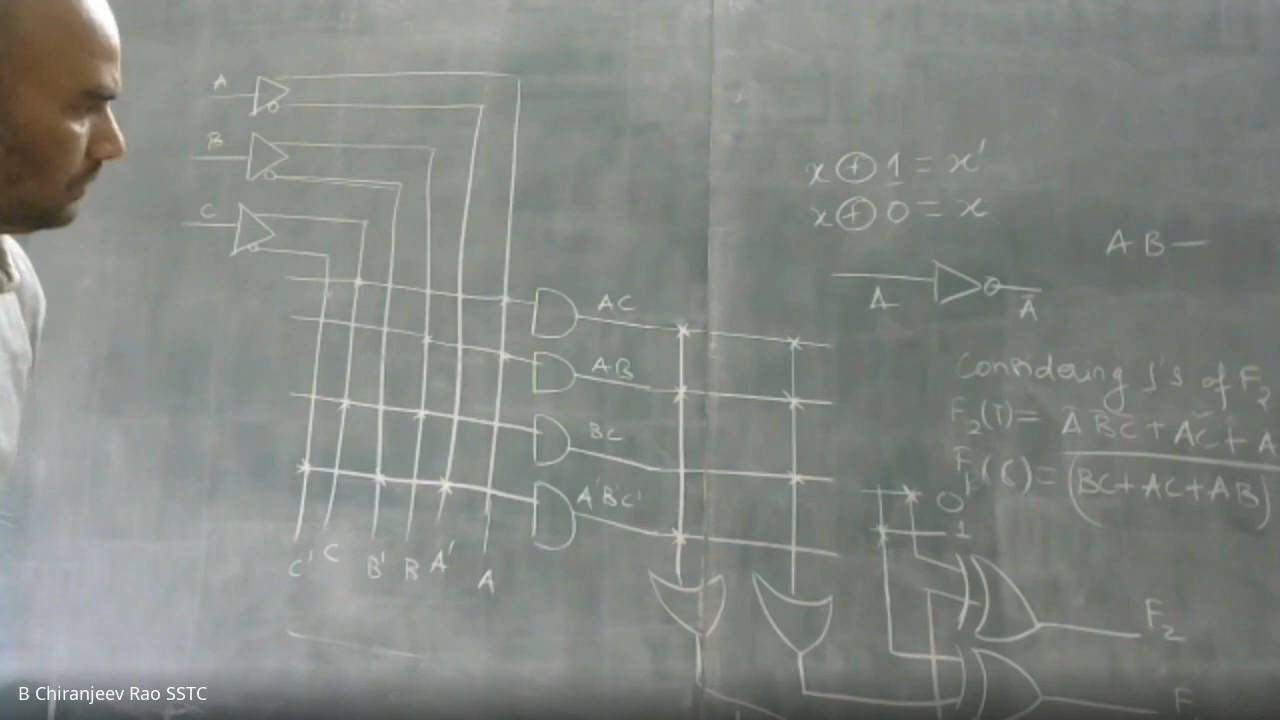 A
B
C
AC
AB
BC
A'B'C'
C' C B' B A' A
x ⊕ 1 = x'
x ⊕ 0 = x
AB—
A
Ā
Considering 1's of F₂
F₂(T) =
(BC + AC + AB)
0
1
F₂
F
B Chiranjeev Rao SSTC